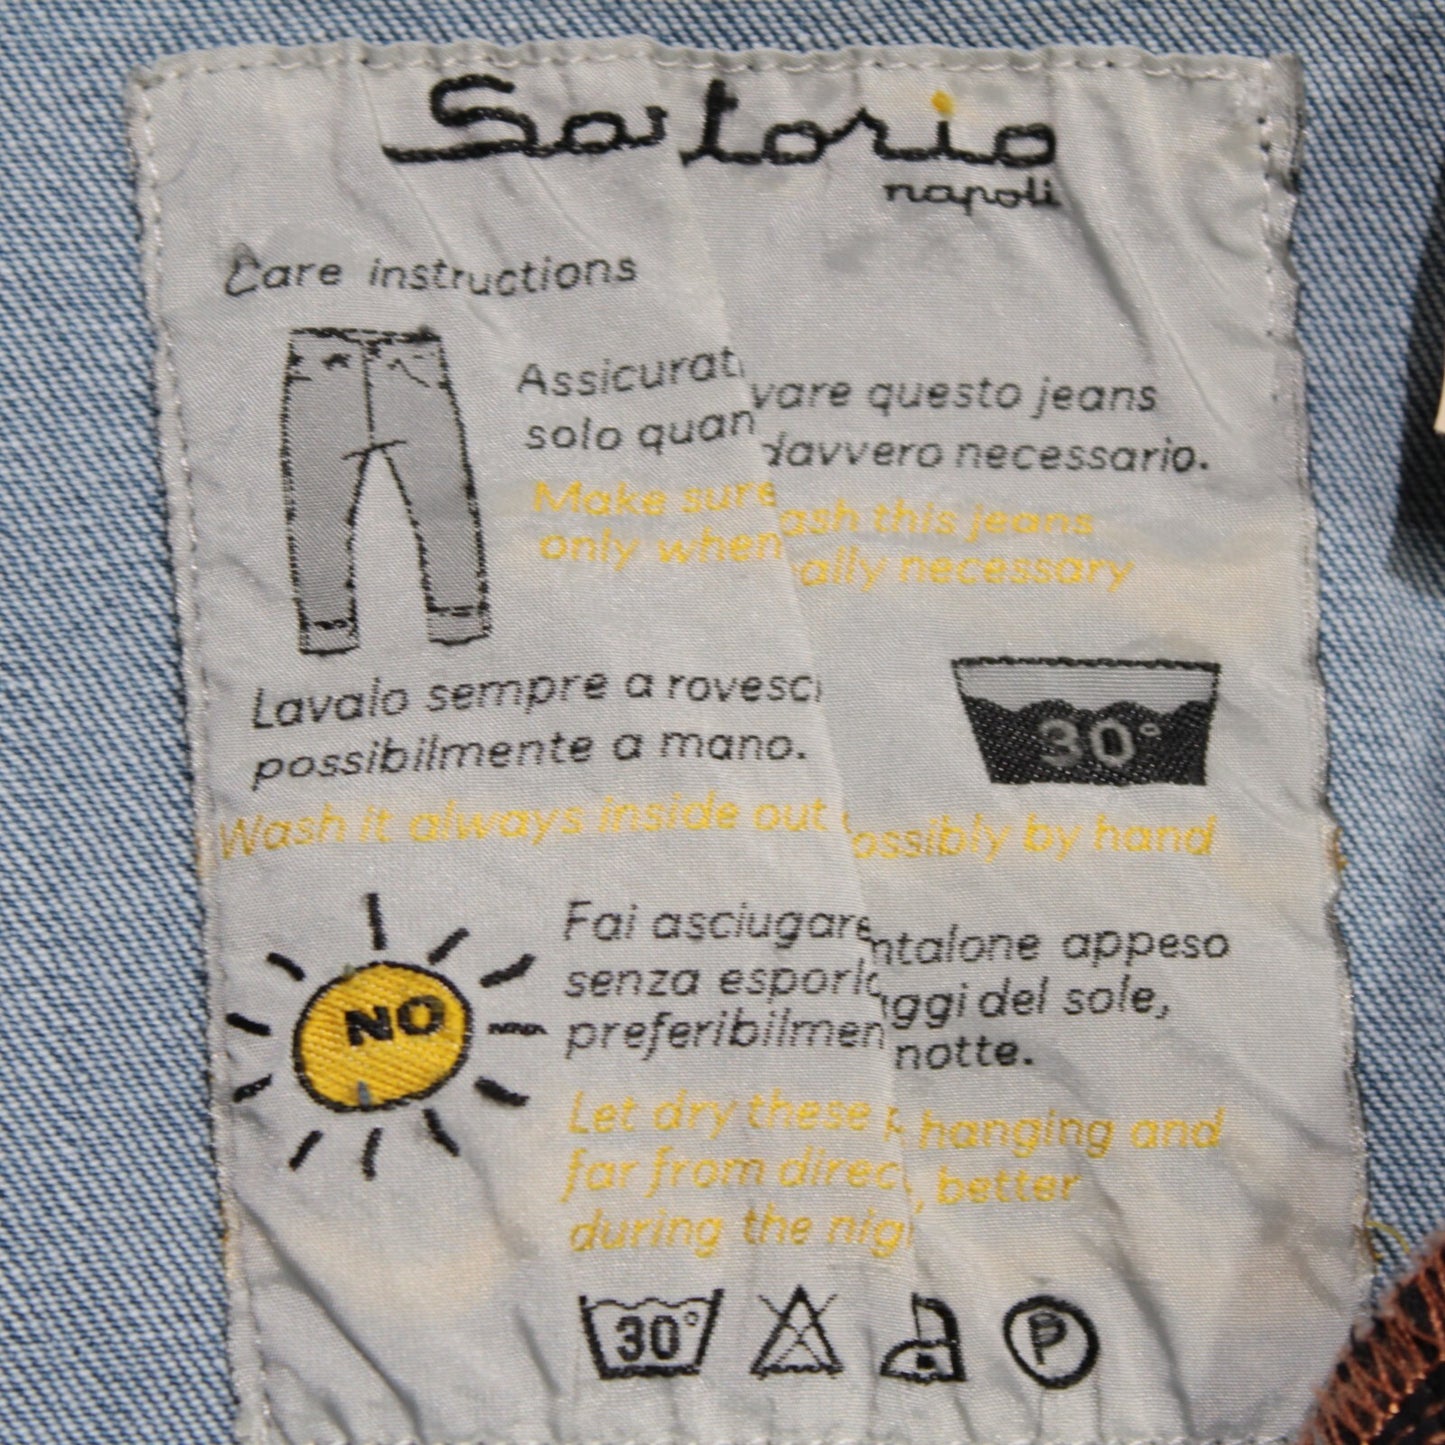 Sartorio
napoli
Care instructions
Assicurat vare questo jeans
solo quan davvero necessario.
Make sure ash this jeans
only when ally necessary
Lavalo sempre a rovesci
possibilmente a mano.
30°
Wash it always inside out ossibly by hand
NO
Fai asciugare ntalone appeso
senza esporlo aggi del sole,
preferibilmen notte.
Let dry these p hanging and
far from direc , better
during the nig
30°
P